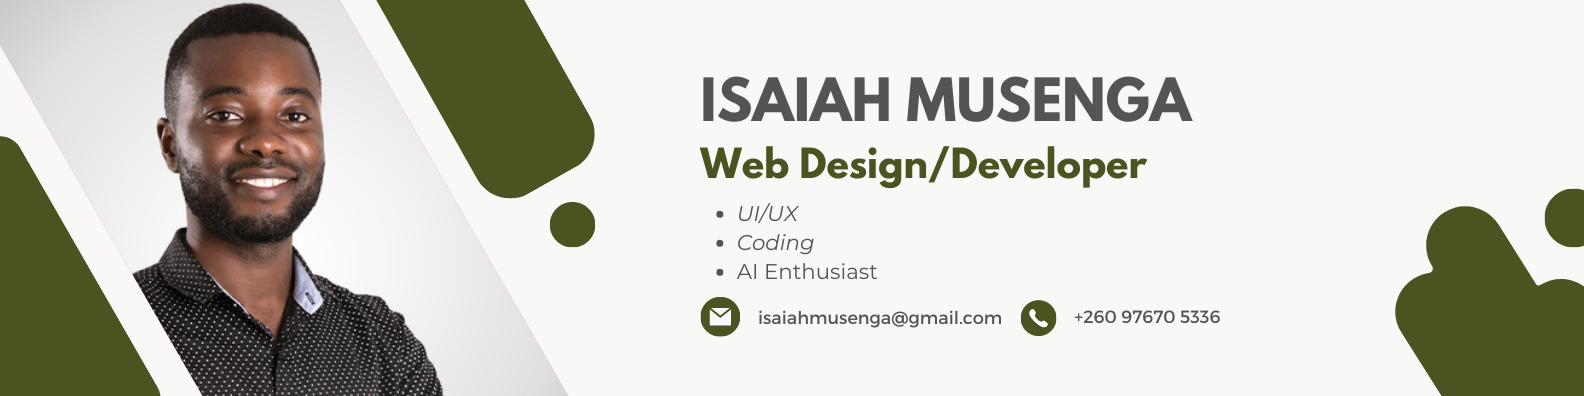 ISAIAH MUSENGA
Web Design/Developer
• UI/UX
• Coding
• AI Enthusiast
isaiahmusenga@gmail.com +260 97670 5336